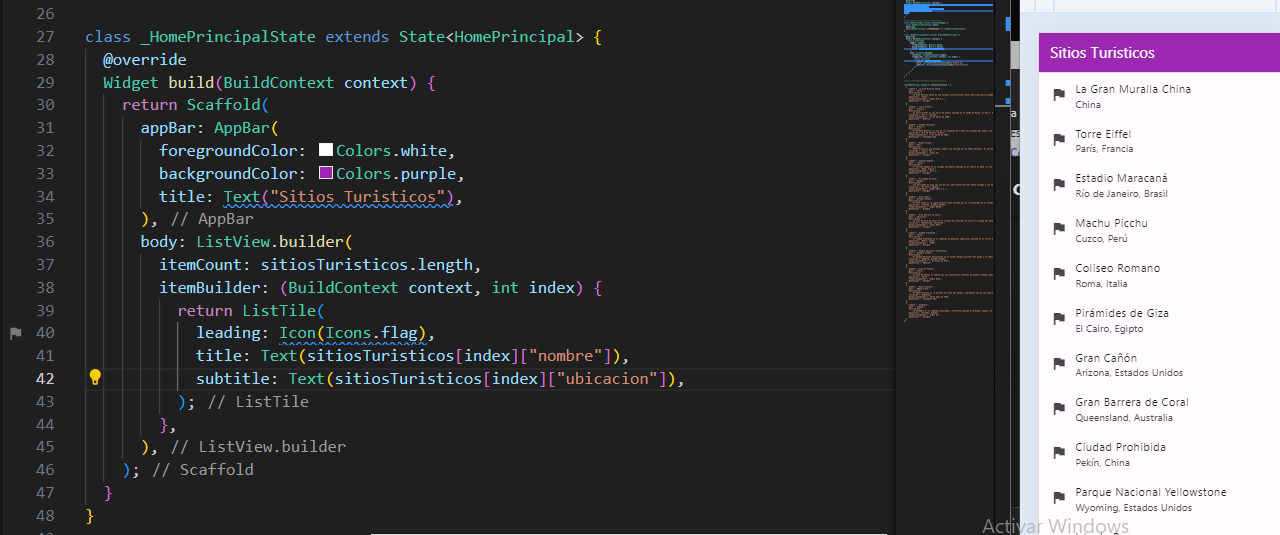 26
27 class _HomePrincipalState extends State<HomePrincipal> {
28 @override
29 Widget build(BuildContext context) {
30 return Scaffold(
31 appBar: AppBar(
32 foregroundColor: Colors.white,
33 backgroundColor: Colors.purple,
34 title: Text("Sitios Turisticos"),
35 ), // AppBar
36 body: ListView.builder(
37 itemCount: sitiosTuristicos.length,
38 itemBuilder: (BuildContext context, int index) {
39 return ListTile(
40 leading: Icon(Icons.flag),
41 title: Text(sitiosTuristicos[index]["nombre"]),
42 subtitle: Text(sitiosTuristicos[index]["ubicacion"]),
43 ); // ListTile
44 },
45 ), // ListView.builder
46 ); // Scaffold
47 }
48 }
Sitios Turisticos
La Gran Muralla China
China
Torre Eiffel
París, Francia
Estadio Maracaná
Río de Janeiro, Brasil
Machu Picchu
Cuzco, Perú
Coliseo Romano
Roma, Italia
Pirámides de Giza
El Cairo, Egipto
Gran Cañón
Arizona, Estados Unidos
Gran Barrera de Coral
Queensland, Australia
Ciudad Prohibida
Pekín, China
Parque Nacional Yellowstone
Wyoming, Estados Unidos
Activar Windows